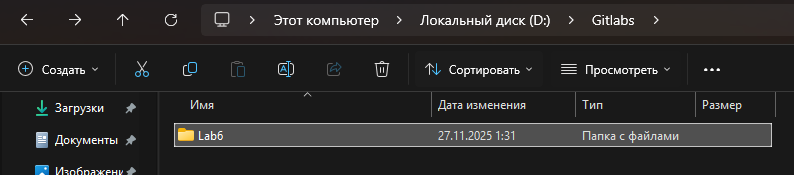 Этот компьютер > Локальный диск (D:) > Gitlabs >
Создать Сортировать Просмотреть ...
Имя Дата изменения Тип Размер
Загрузки
Lab6 27.11.2025 1:31 Папка с файлами
Документы
Изображени